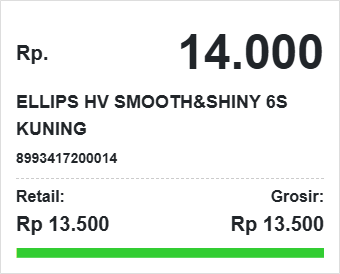 Rp. 14.000
ELLIPS HV SMOOTH&SHINY 6S
KUNING
8993417200014
Retail: Grosir:
Rp 13.500 Rp 13.500